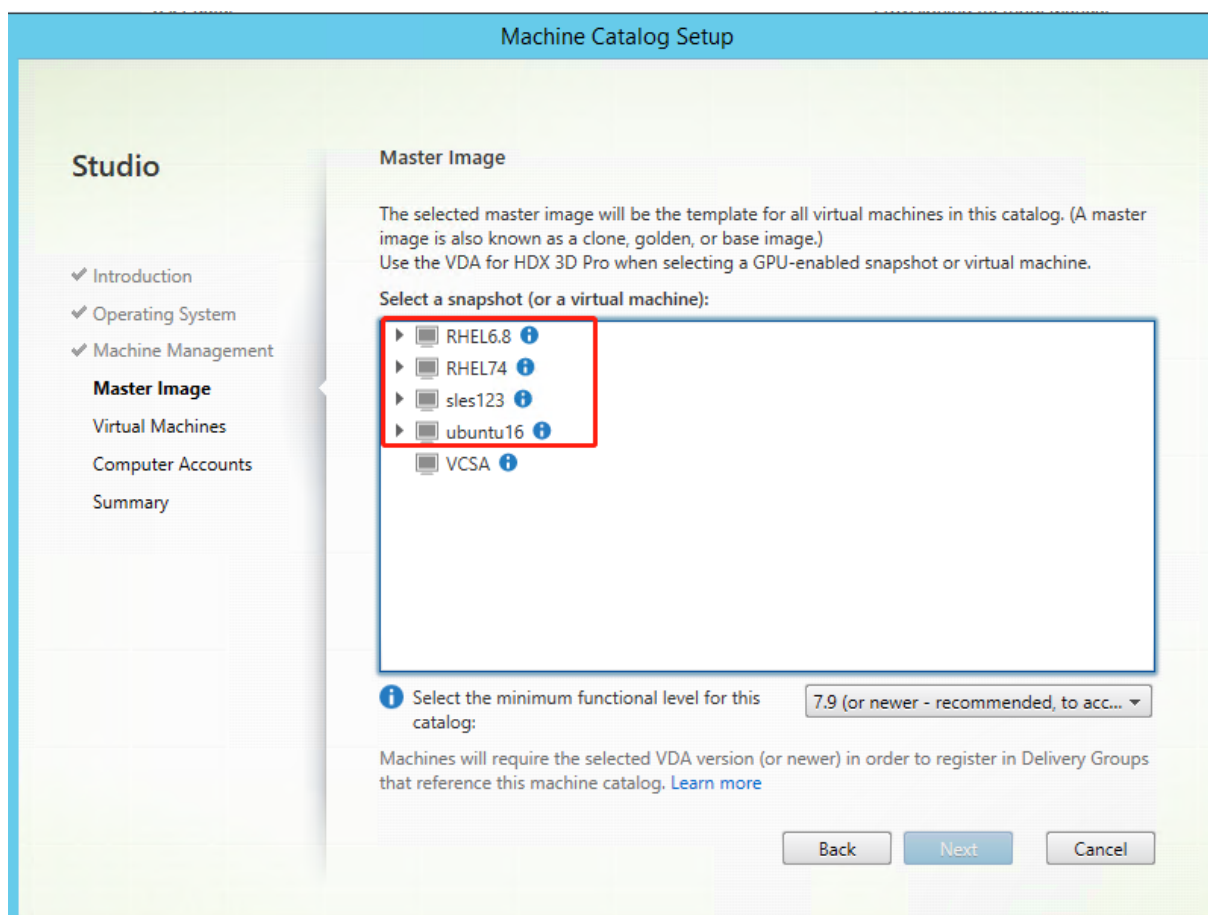 Machine Catalog Setup
Studio
Introduction
Operating System
Machine Management
Master Image
Virtual Machines
Computer Accounts
Summary
Master Image
The selected master image will be the template for all virtual machines in this catalog. (A master
image is also known as a clone, golden, or base image.)
Use the VDA for HDX 3D Pro when selecting a GPU-enabled snapshot or virtual machine.
Select a snapshot (or a virtual machine):
RHEL6.8
RHEL74
sles123
ubuntu16
VCSA
Select the minimum functional level for this
catalog:
7.9 (or newer - recommended, to acc...
Machines will require the selected VDA version (or newer) in order to register in Delivery Groups
that reference this machine catalog. Learn more
Back
Next
Cancel